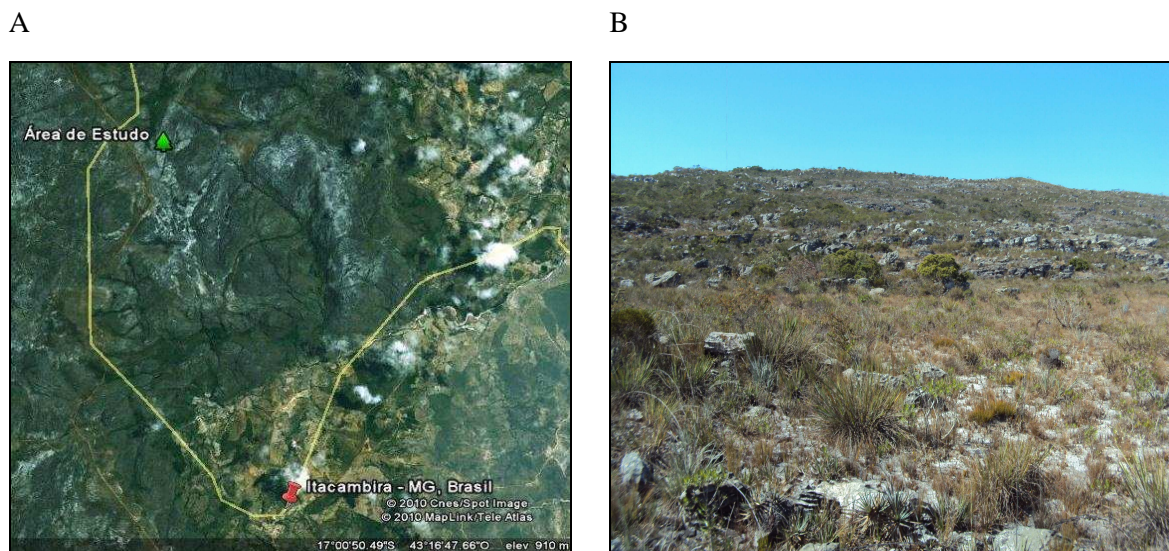 A
B
Área de Estudo
Itacambira - MG, Brasil
© 2010 Cnes/Spot Image
© 2010 MapLink/Tele Atlas
17°00'50.49"S 43°16'47.66"O elev 910 m